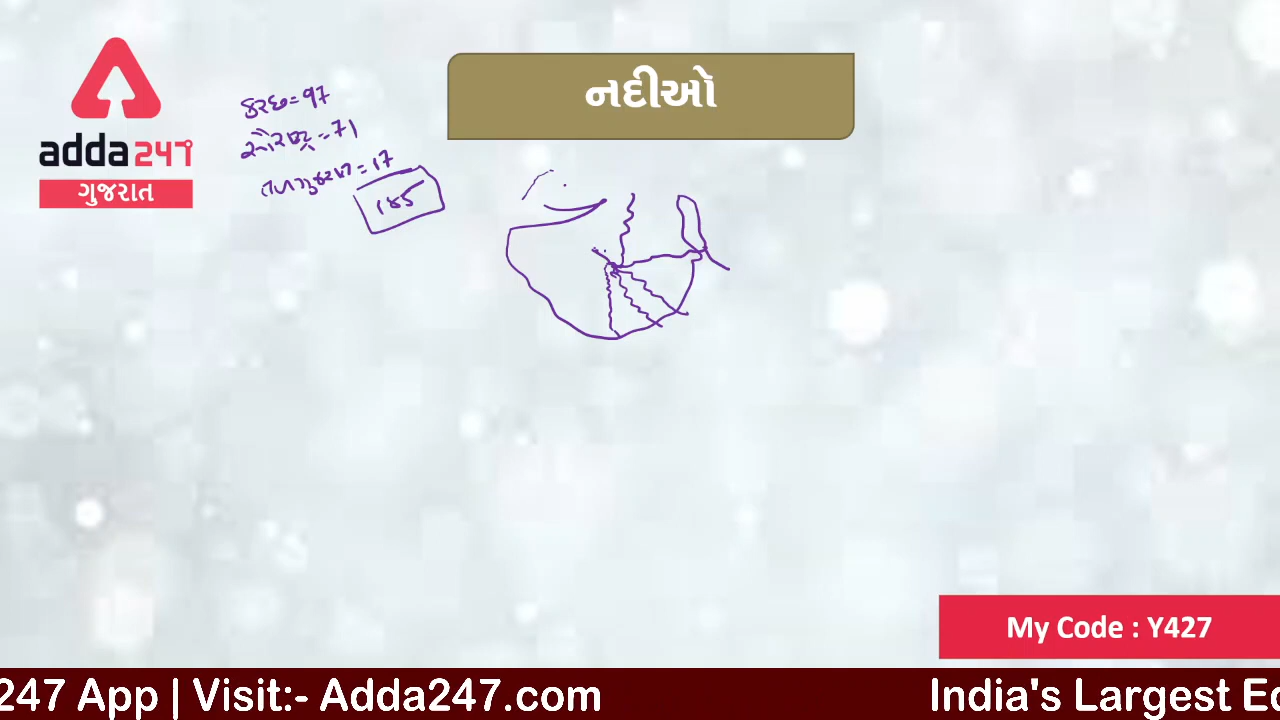 adda247
ગુજરાત
નદીઓ
કચ્છ = 97
સૌરાષ્ટ્ર = 71
તળગુજરાત = 17
185
My Code : Y427
247 App | Visit:- Adda247.com
India's Largest Ed